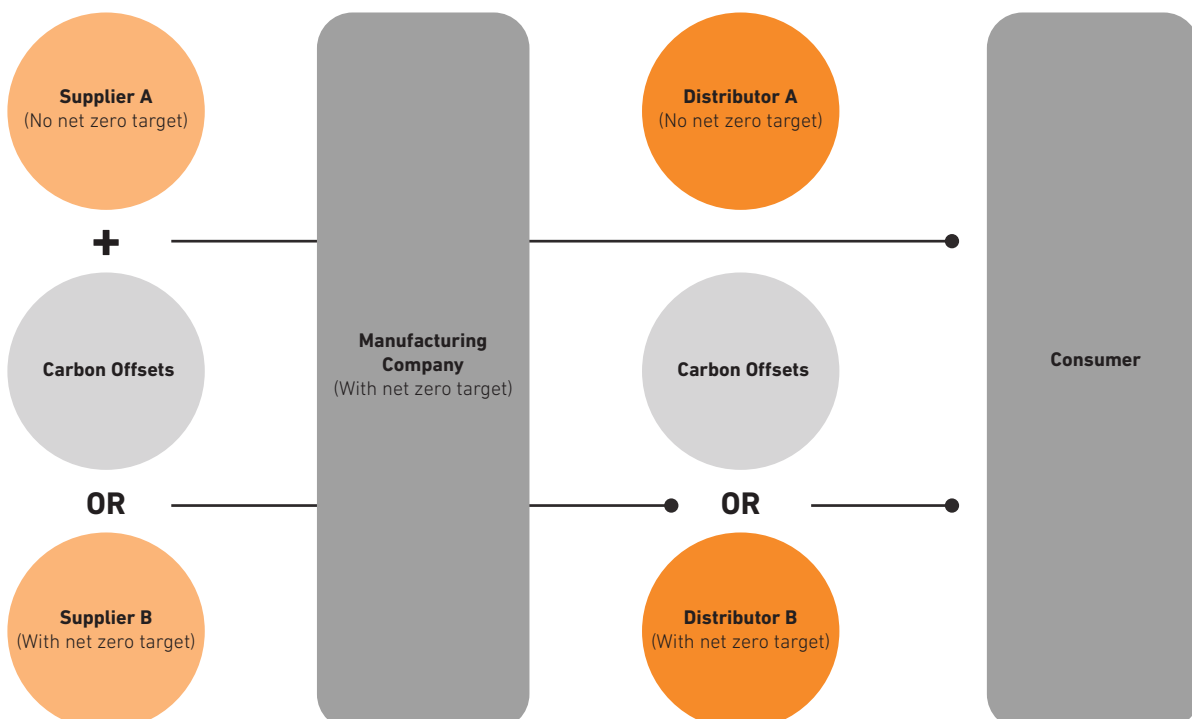 Supplier A
(No net zero target)
+
Carbon Offsets
OR
Supplier B
(With net zero target)
Manufacturing
Company
(With net zero target)
Distributor A
(No net zero target)
Carbon Offsets
OR
Distributor B
(With net zero target)
Consumer